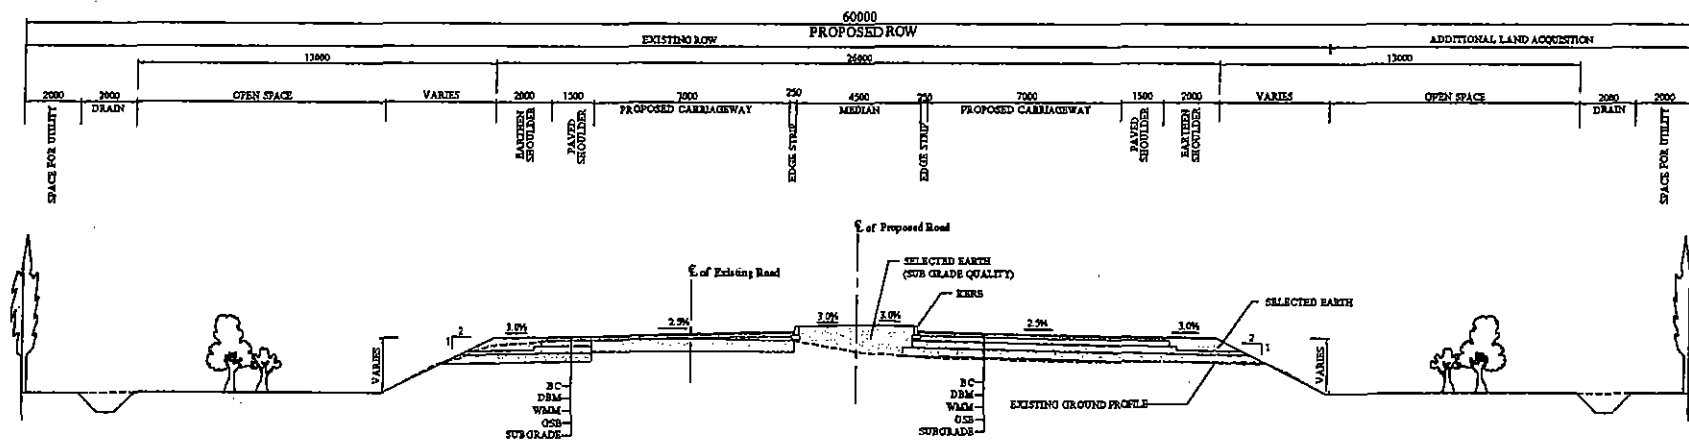 60000
PROPOSED ROW
EXISTING ROW
ADDITIONAL LAND ACQUISITION
13000
26000
13000
2000
2000
OPEN SPACE
VARIES
2000
1500
7000
250
4500
250
7000
1500
2000
VARIES
OPEN SPACE
2000
2000
DRAIN
PROPOSED CARRIAGEWAY
MEDIAN
PROPOSED CARRIAGEWAY
DRAIN
SPACE FOR UTILITY
EARTHEN SHOULDER
PAVED SHOULDER
EDGE STRIP
EDGE STRIP
PAVED SHOULDER
EARTHEN SHOULDER
SPACE FOR UTILITY
℄ of Proposed Road
℄ of Existing Road
SELECTED EARTH
(SUB GRADE QUALITY)
KERB
SELECTED EARTH
2
1
3.0%
2.5%
3.0%
3.0%
2.5%
3.0%
2
1
VARIES
VARIES
BC
DBM
WMM
GSB
SUBGRADE
BC
DBM
WMM
GSB
SUBGRADE
EXISTING GROUND PROFILE